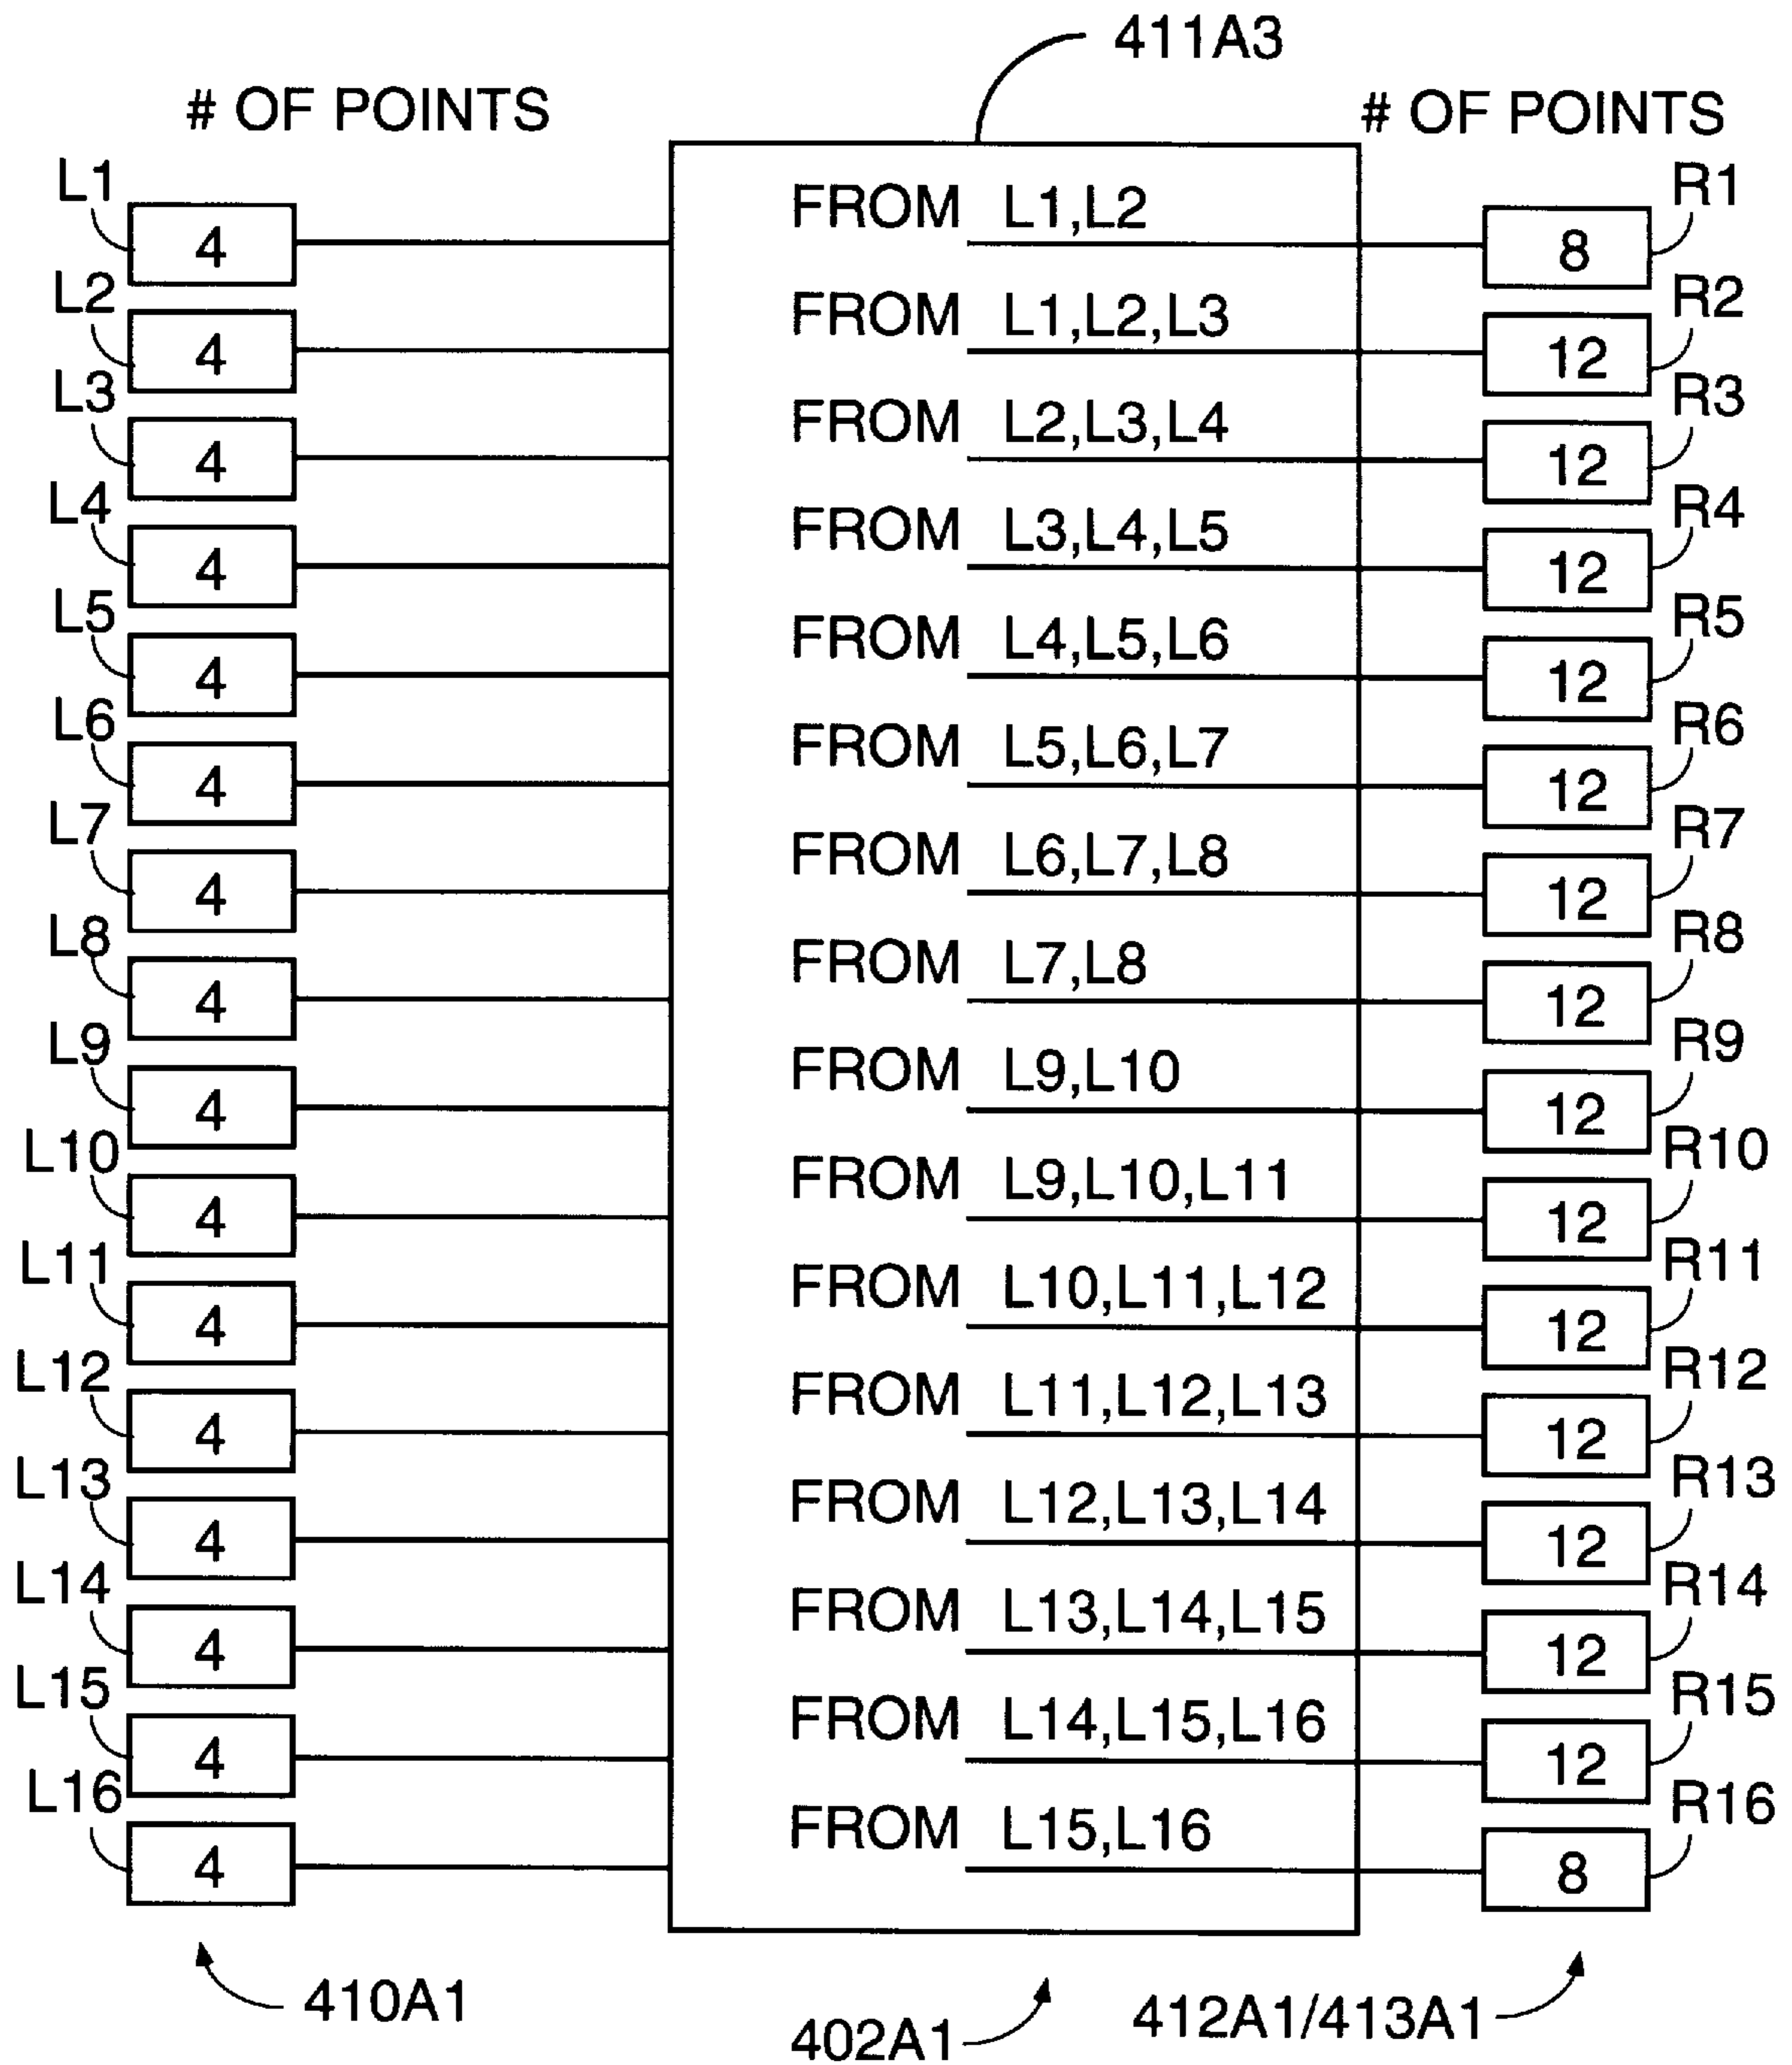 411A3
# OF POINTS
# OF POINTS
L1 4 FROM L1,L2 8 R1
L2 4 FROM L1,L2,L3 12 R2
L3 4 FROM L2,L3,L4 12 R3
L4 4 FROM L3,L4,L5 12 R4
L5 4 FROM L4,L5,L6 12 R5
L6 4 FROM L5,L6,L7 12 R6
L7 4 FROM L6,L7,L8 12 R7
L8 4 FROM L7,L8 12 R8
L9 4 FROM L9,L10 12 R9
L10 4 FROM L9,L10,L11 12 R10
L11 4 FROM L10,L11,L12 12 R11
L12 4 FROM L11,L12,L13 12 R12
L13 4 FROM L12,L13,L14 12 R13
L14 4 FROM L13,L14,L15 12 R14
L15 4 FROM L14,L15,L16 12 R15
L16 4 FROM L15,L16 8 R16
410A1
402A1
412A1/413A1